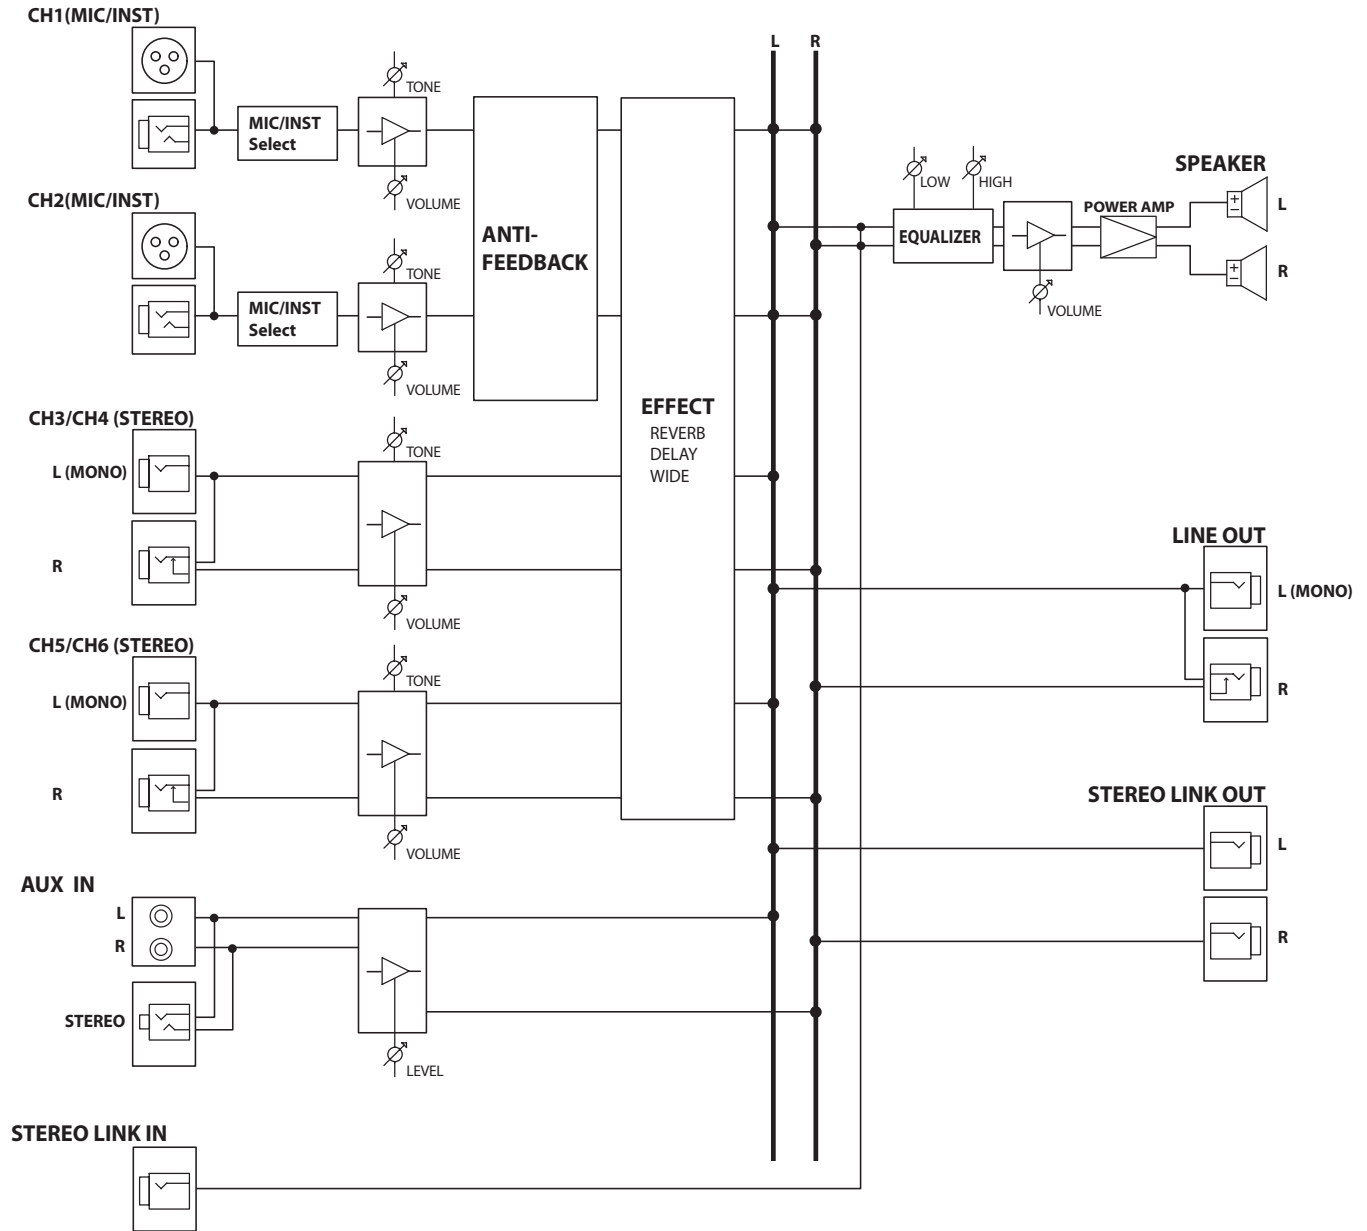 CH1(MIC/INST)
MIC/INST
Select
TONE
VOLUME
CH2(MIC/INST)
MIC/INST
Select
TONE
VOLUME
ANTI-
FEEDBACK
CH3/CH4 (STEREO)
L (MONO)
R
TONE
VOLUME
EFFECT
REVERB
DELAY
WIDE
CH5/CH6 (STEREO)
L (MONO)
R
TONE
VOLUME
AUX IN
L
R
STEREO
LEVEL
STEREO LINK IN
L
R
LOW
HIGH
EQUALIZER
VOLUME
POWER AMP
SPEAKER
L
R
LINE OUT
L (MONO)
R
STEREO LINK OUT
L
R